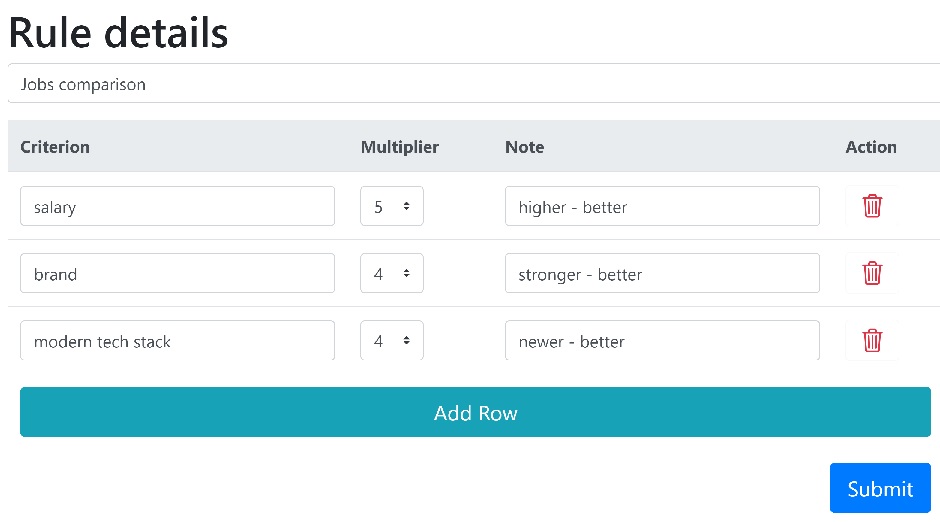 Rule details
Jobs comparison
Criterion Multiplier Note Action
salary 5 higher - better
brand 4 stronger - better
modern tech stack 4 newer - better
Add Row
Submit